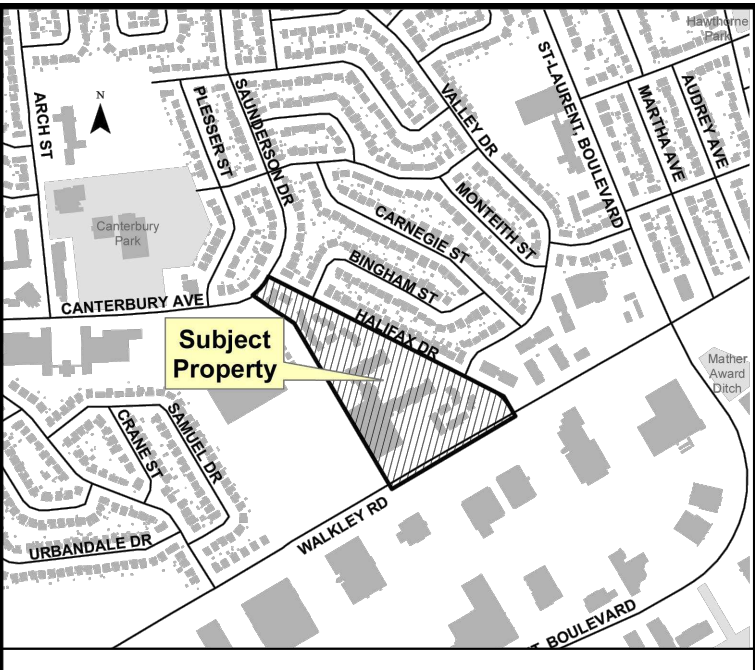 Hawthorne
Park
ARCH ST
N
PLESSER ST
SAUNDERSON DR
VALLEY DR
ST-LAURENT, BOULEVARD
MARTHA AVE
AUDREY AVE
Canterbury
Park
CARNEGIE ST
MONTEITH ST
BINGHAM ST
CANTERBURY AVE
HALIFAX DR
Subject
Property
Mather
Award
Ditch
CRANE ST
SAMUEL DR
WALKLEY RD
URBANDALE DR
T, BOULEVARD